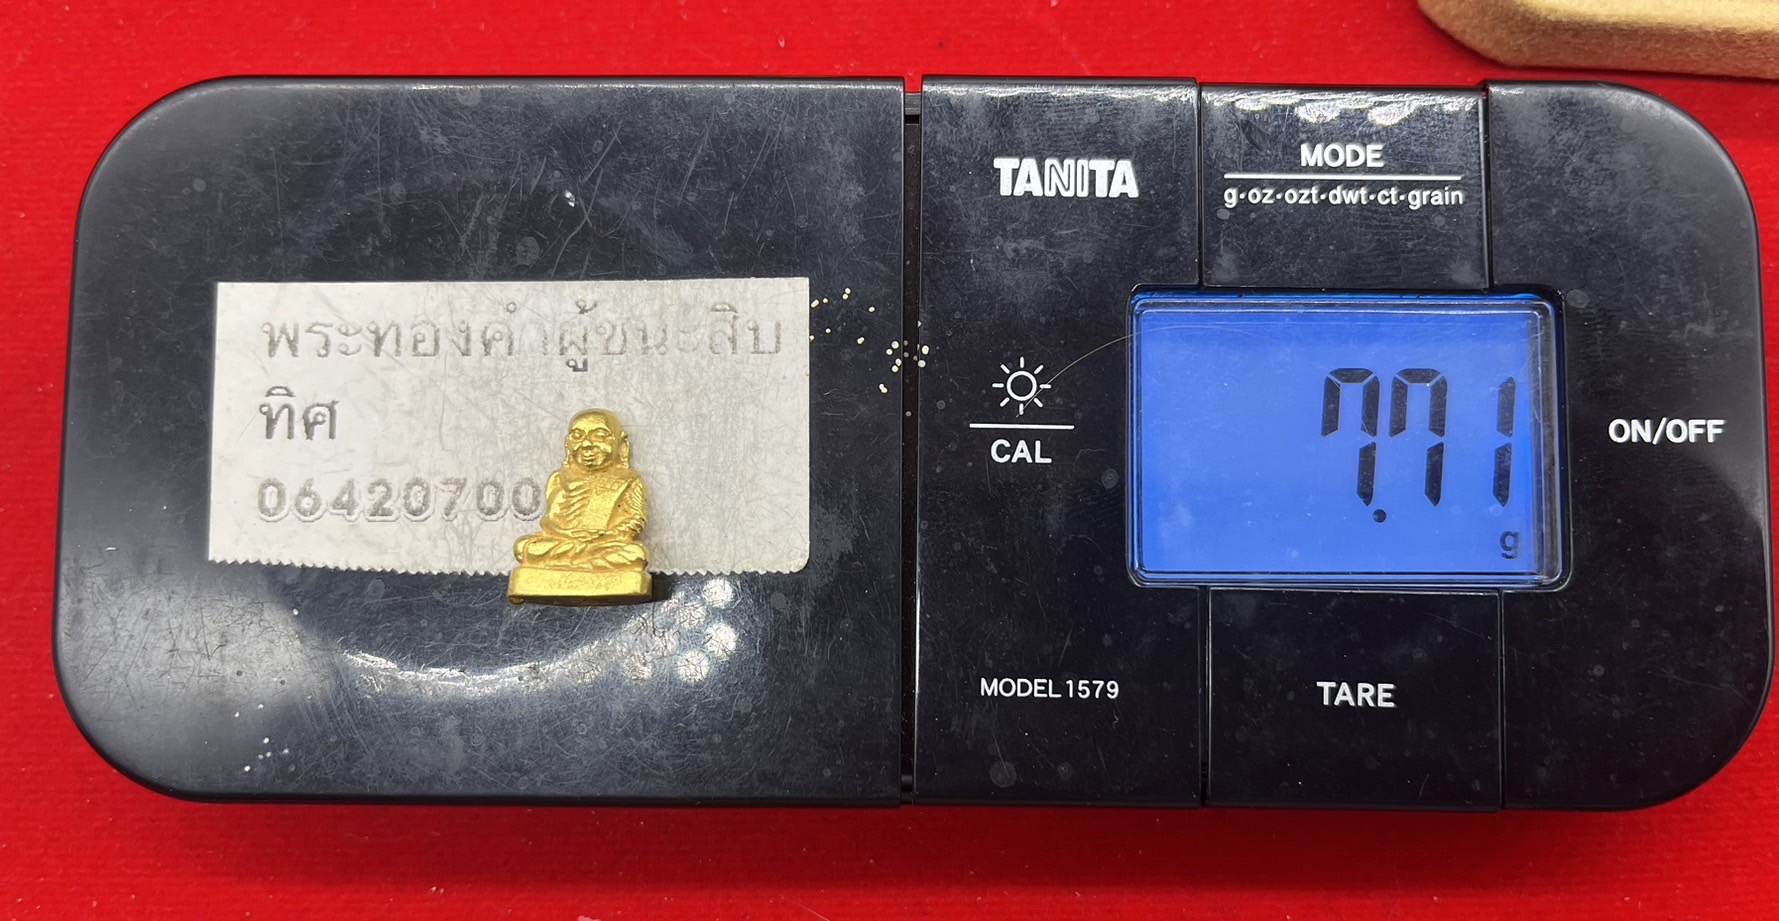 พระทองคำผู้ชนะสิบ
ทิศ
06420700
TANITA
MODE
g·oz·ozt·dwt·ct·grain
CAL
7.71
g
ON/OFF
MODEL 1579
TARE